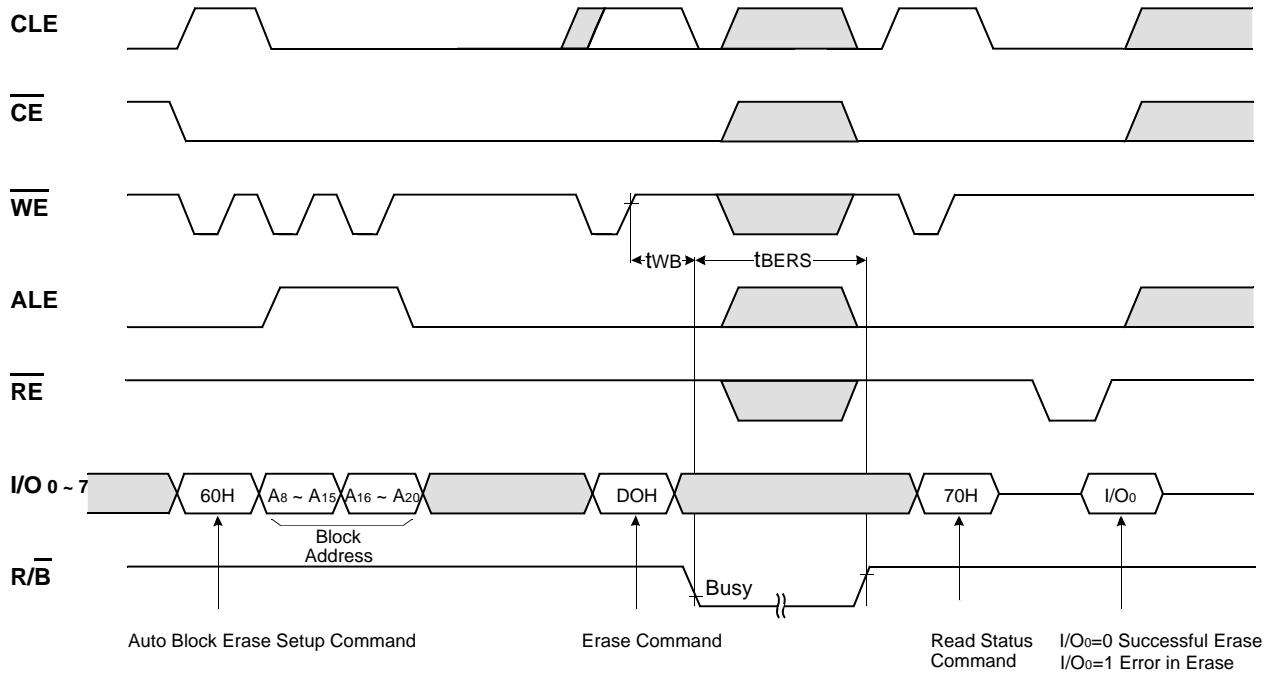 CLE
CE
WE
tWB
tBERS
ALE
RE
I/O 0 ~ 7
60H
A8 ~ A15
A16 ~ A20
DOH
70H
I/O0
Block
Address
R/B
Busy
Auto Block Erase Setup Command
Erase Command
Read Status
Command
I/O0=0 Successful Erase
I/O0=1 Error in Erase